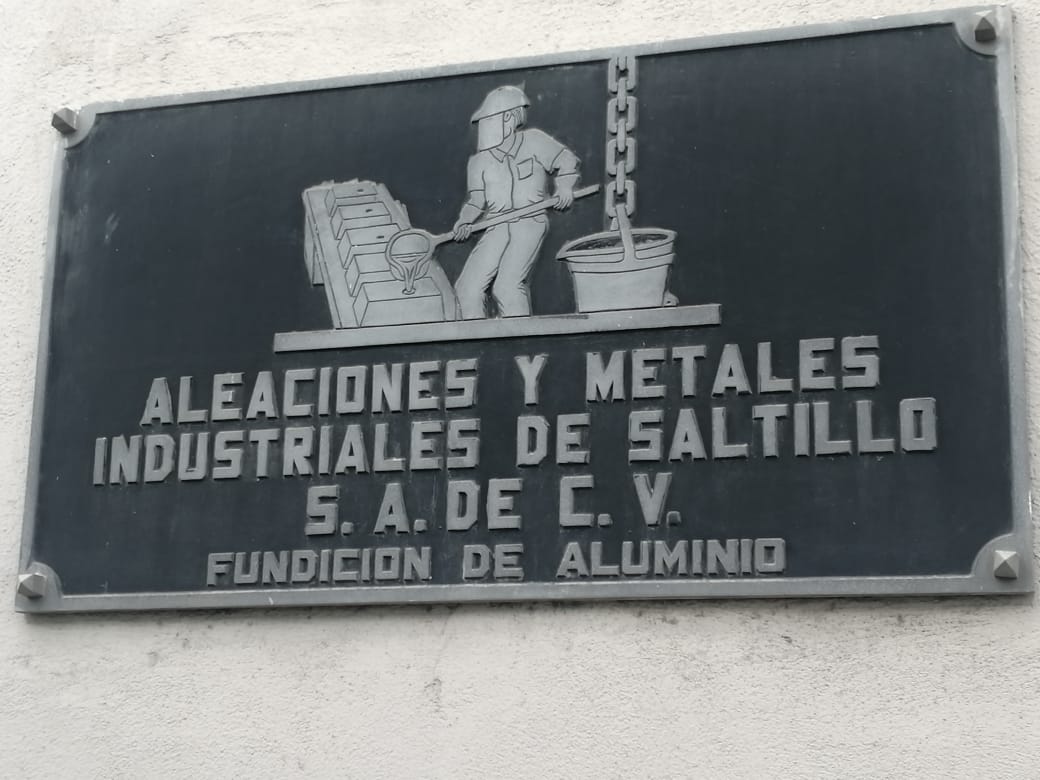 ALEACIONES Y METALES
INDUSTRIALES DE SALTILLO
S. A. DE C. V.
FUNDICION DE ALUMINIO